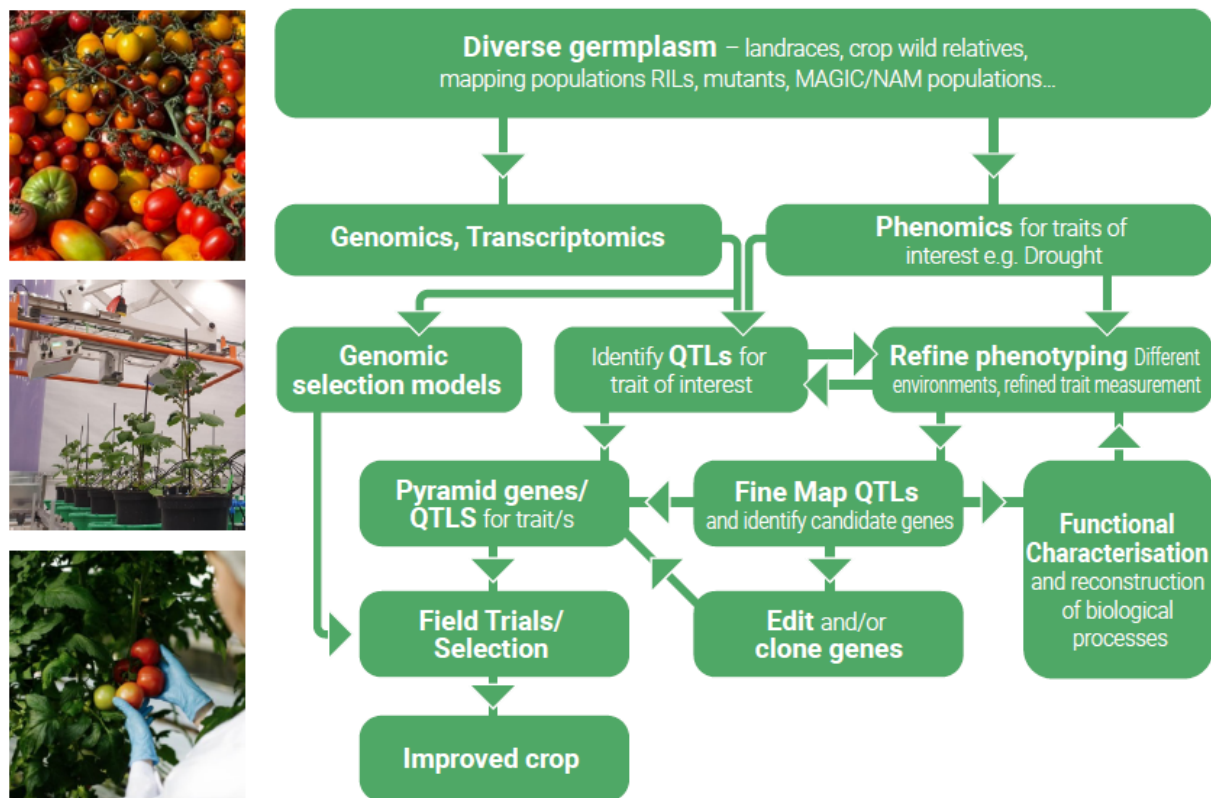 Diverse germplasm – landraces, crop wild relatives,
mapping populations RILs, mutants, MAGIC/NAM populations...
Genomics, Transcriptomics
Phenomics for traits of
interest e.g. Drought
Genomic
selection models
Identify QTLs for
trait of interest
Refine phenotyping Different
environments, refined trait measurement
Pyramid genes/
QTLS for trait/s
Fine Map QTLs
and identify candidate genes
Functional
Characterisation
and reconstruction
of biological
processes
Field Trials/
Selection
Edit and/or
clone genes
Improved crop